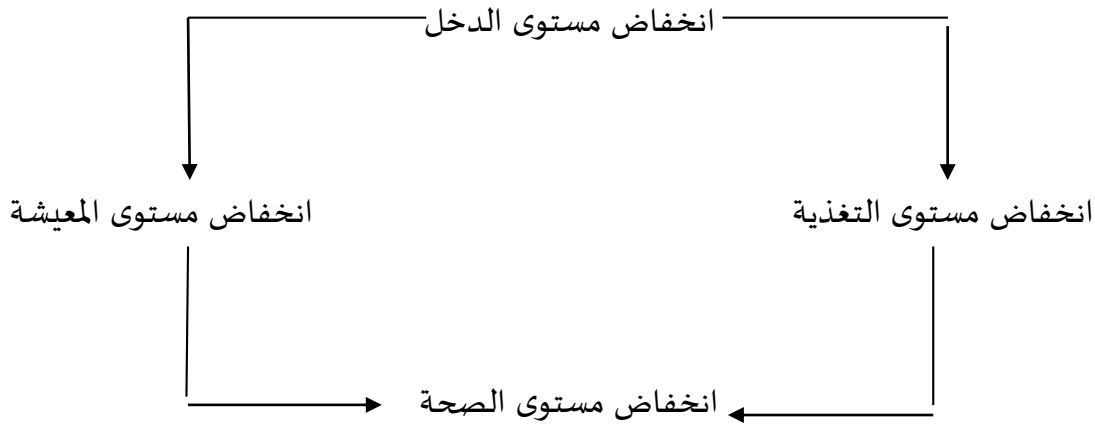 انخفاض مستوى الدخل
انخفاض مستوى التغذية
انخفاض مستوى المعيشة
انخفاض مستوى الصحة